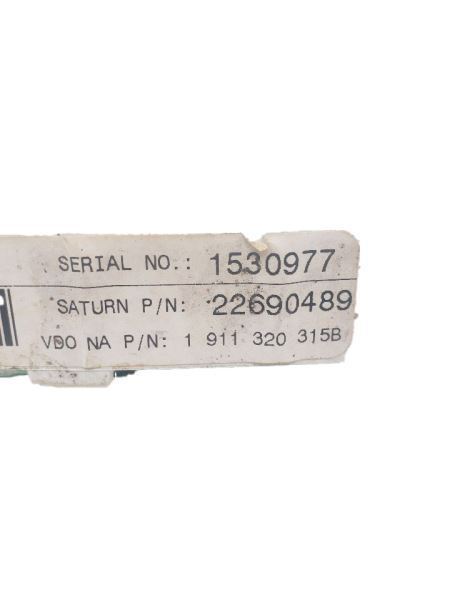 SERIAL NO.: 1530977
SATURN P/N: 22690489
VDO NA P/N: 1 911 320 315B